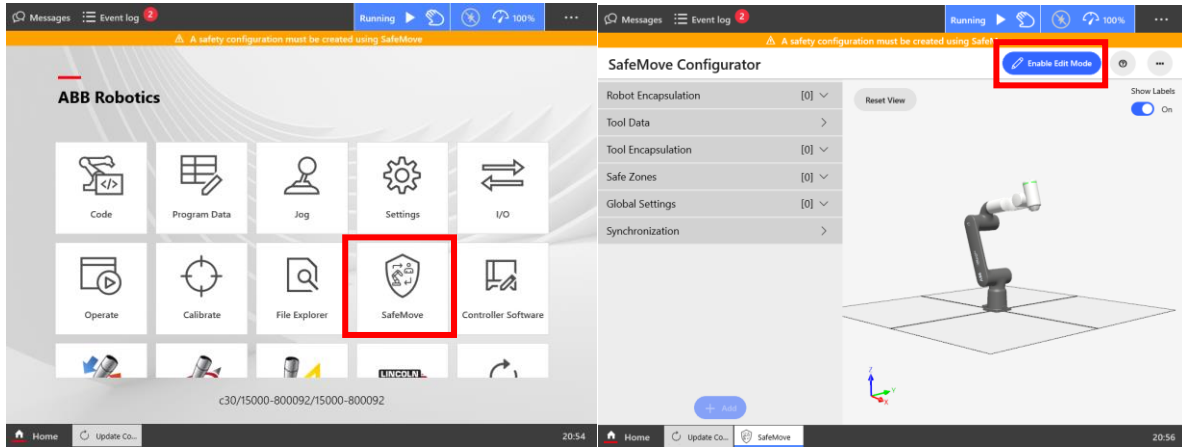 Messages Event log 2 Running 100% ...
A safety configuration must be created using SafeMove
ABB Robotics
Code Program Data Jog Settings I/O
Operate Calibrate File Explorer SafeMove Controller Software
LINCOLN
c30/15000-800092/15000-800092
Home Update Co... 20:54
Messages Event log 2 Running 100% ...
A safety configuration must be created using
SafeMove Configurator Enable Edit Mode ...
Robot Encapsulation [0]
Reset View
Show Labels
On
Tool Data
Tool Encapsulation [0]
Safe Zones [0]
Global Settings [0]
Synchronization
Z
Y
X
+ Add
Home Update Co... SafeMove 20:56